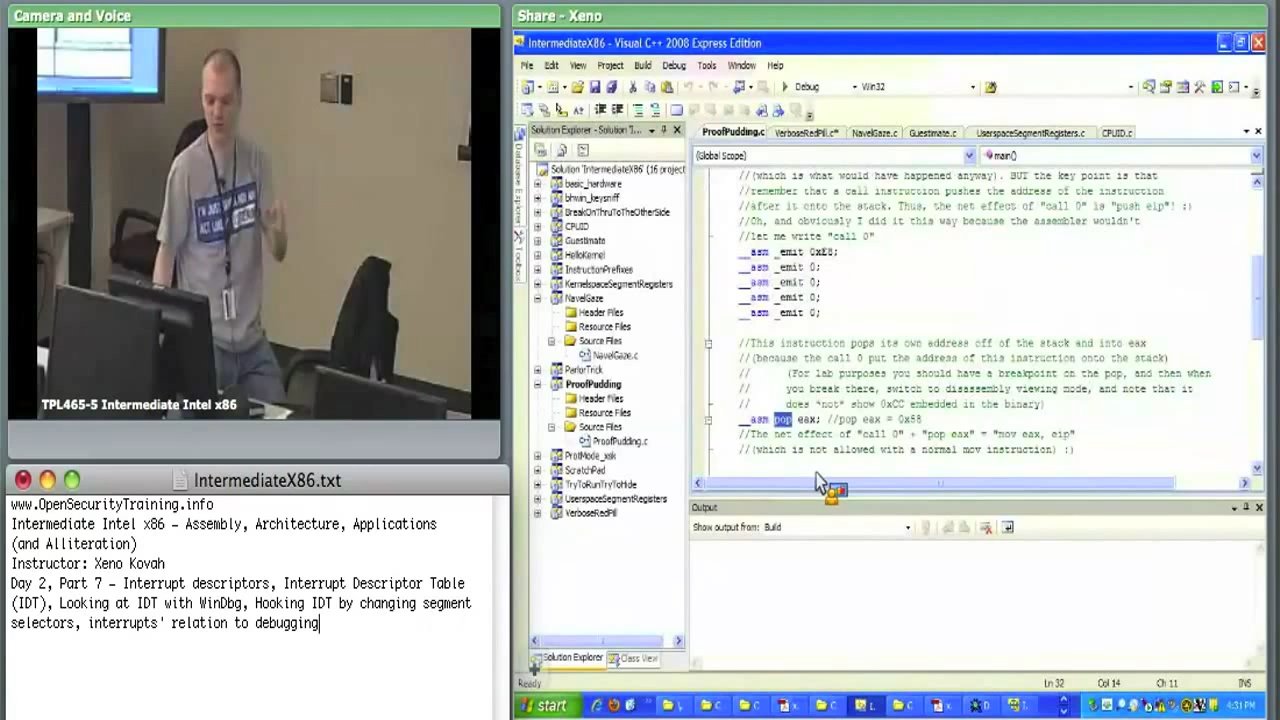 Camera and Voice
TPL465-5 Intermediate Intel x86
IntermediateX86.txt
www.OpenSecurityTraining.info
Intermediate Intel x86 – Assembly, Architecture, Applications
(and Alliteration)
Instructor: Xeno Kovah
Day 2, Part 7 – Interrupt descriptors, Interrupt Descriptor Table
(IDT), Looking at IDT with WinDbg, Hooking IDT by changing segment
selectors, interrupts' relation to debugging
Share - Xeno
IntermediateX86 - Visual C++ 2008 Express Edition
File Edit View Project Build Debug Tools Window Help
Debug Win32
Solution Explorer - Solution 'I...
Database Explorer
Toolbox
Solution 'IntermediateX86' (16 project
basic_hardware
bhwin_keysniff
BreakOnThruToTheOtherSide
CPUID
Guestimate
HelloKernel
InstructionPrefixes
KernelspaceSegmentRegisters
NavelGaze
Header Files
Resource Files
Source Files
NavelGaze.c
ParlorTrick
ProofPudding
Header Files
Resource Files
Source Files
ProofPudding.c
ProtMode_xsk
ScratchPad
TryToRunTryToHide
UserspaceSegmentRegisters
VerboseRedPill
Solution Explorer Class View
ProofPudding.c VerboseRedPill.c* NavelGaze.c Guestimate.c UserspaceSegmentRegisters.c CPUID.c
(Global Scope) main()
//(which is what would have happened anyway). BUT the key point is that
//remember that a call instruction pushes the address of the instruction
//after it onto the stack. Thus, the net effect of "call 0" is "push eip"! :)
//Oh, and obviously I did it this way because the assembler wouldn't
//let me write "call 0"
__asm _emit 0xE8;
__asm _emit 0;
__asm _emit 0;
__asm _emit 0;
__asm _emit 0;
//This instruction pops its own address off of the stack and into eax
//(because the call 0 put the address of this instruction onto the stack)
// (For lab purposes you should have a breakpoint on the pop, and then when
// you break there, switch to disassembly viewing mode, and note that it
// does *not* show 0xCC embedded in the binary)
__asm pop eax; //pop eax = 0x58
//The net effect of "call 0" + "pop eax" = "mov eax, eip"
//(which is not allowed with a normal mov instruction) :)
Output
Show output from: Build
Ready Ln 32 Col 14 Ch 11 INS
start 4:31 PM